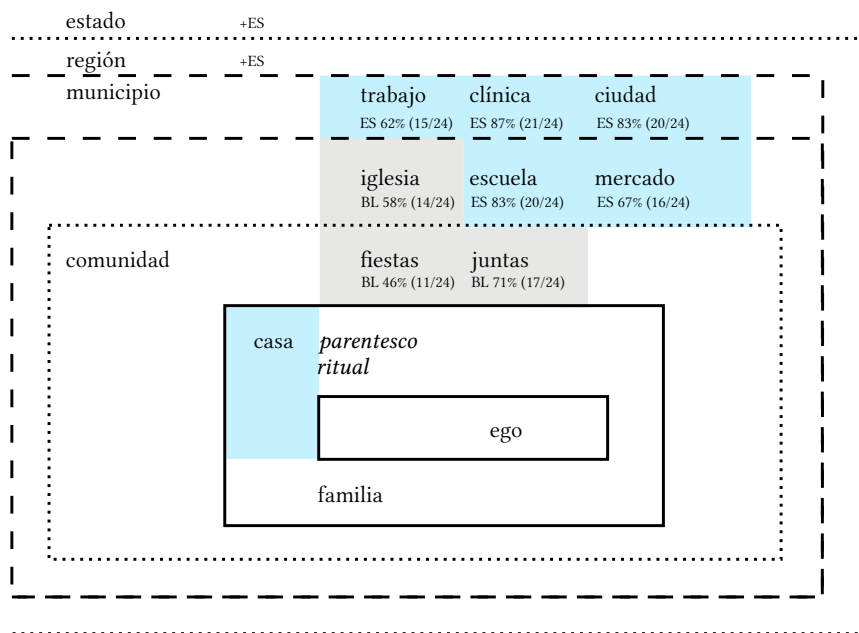 estado +ES
región +ES
municipio trabajo clínica ciudad
ES 62% (15/24) ES 87% (21/24) ES 83% (20/24)
iglesia escuela mercado
BL 58% (14/24) ES 83% (20/24) ES 67% (16/24)
comunidad fiestas juntas
BL 46% (11/24) BL 71% (17/24)
casa parentesco
ritual
ego
familia